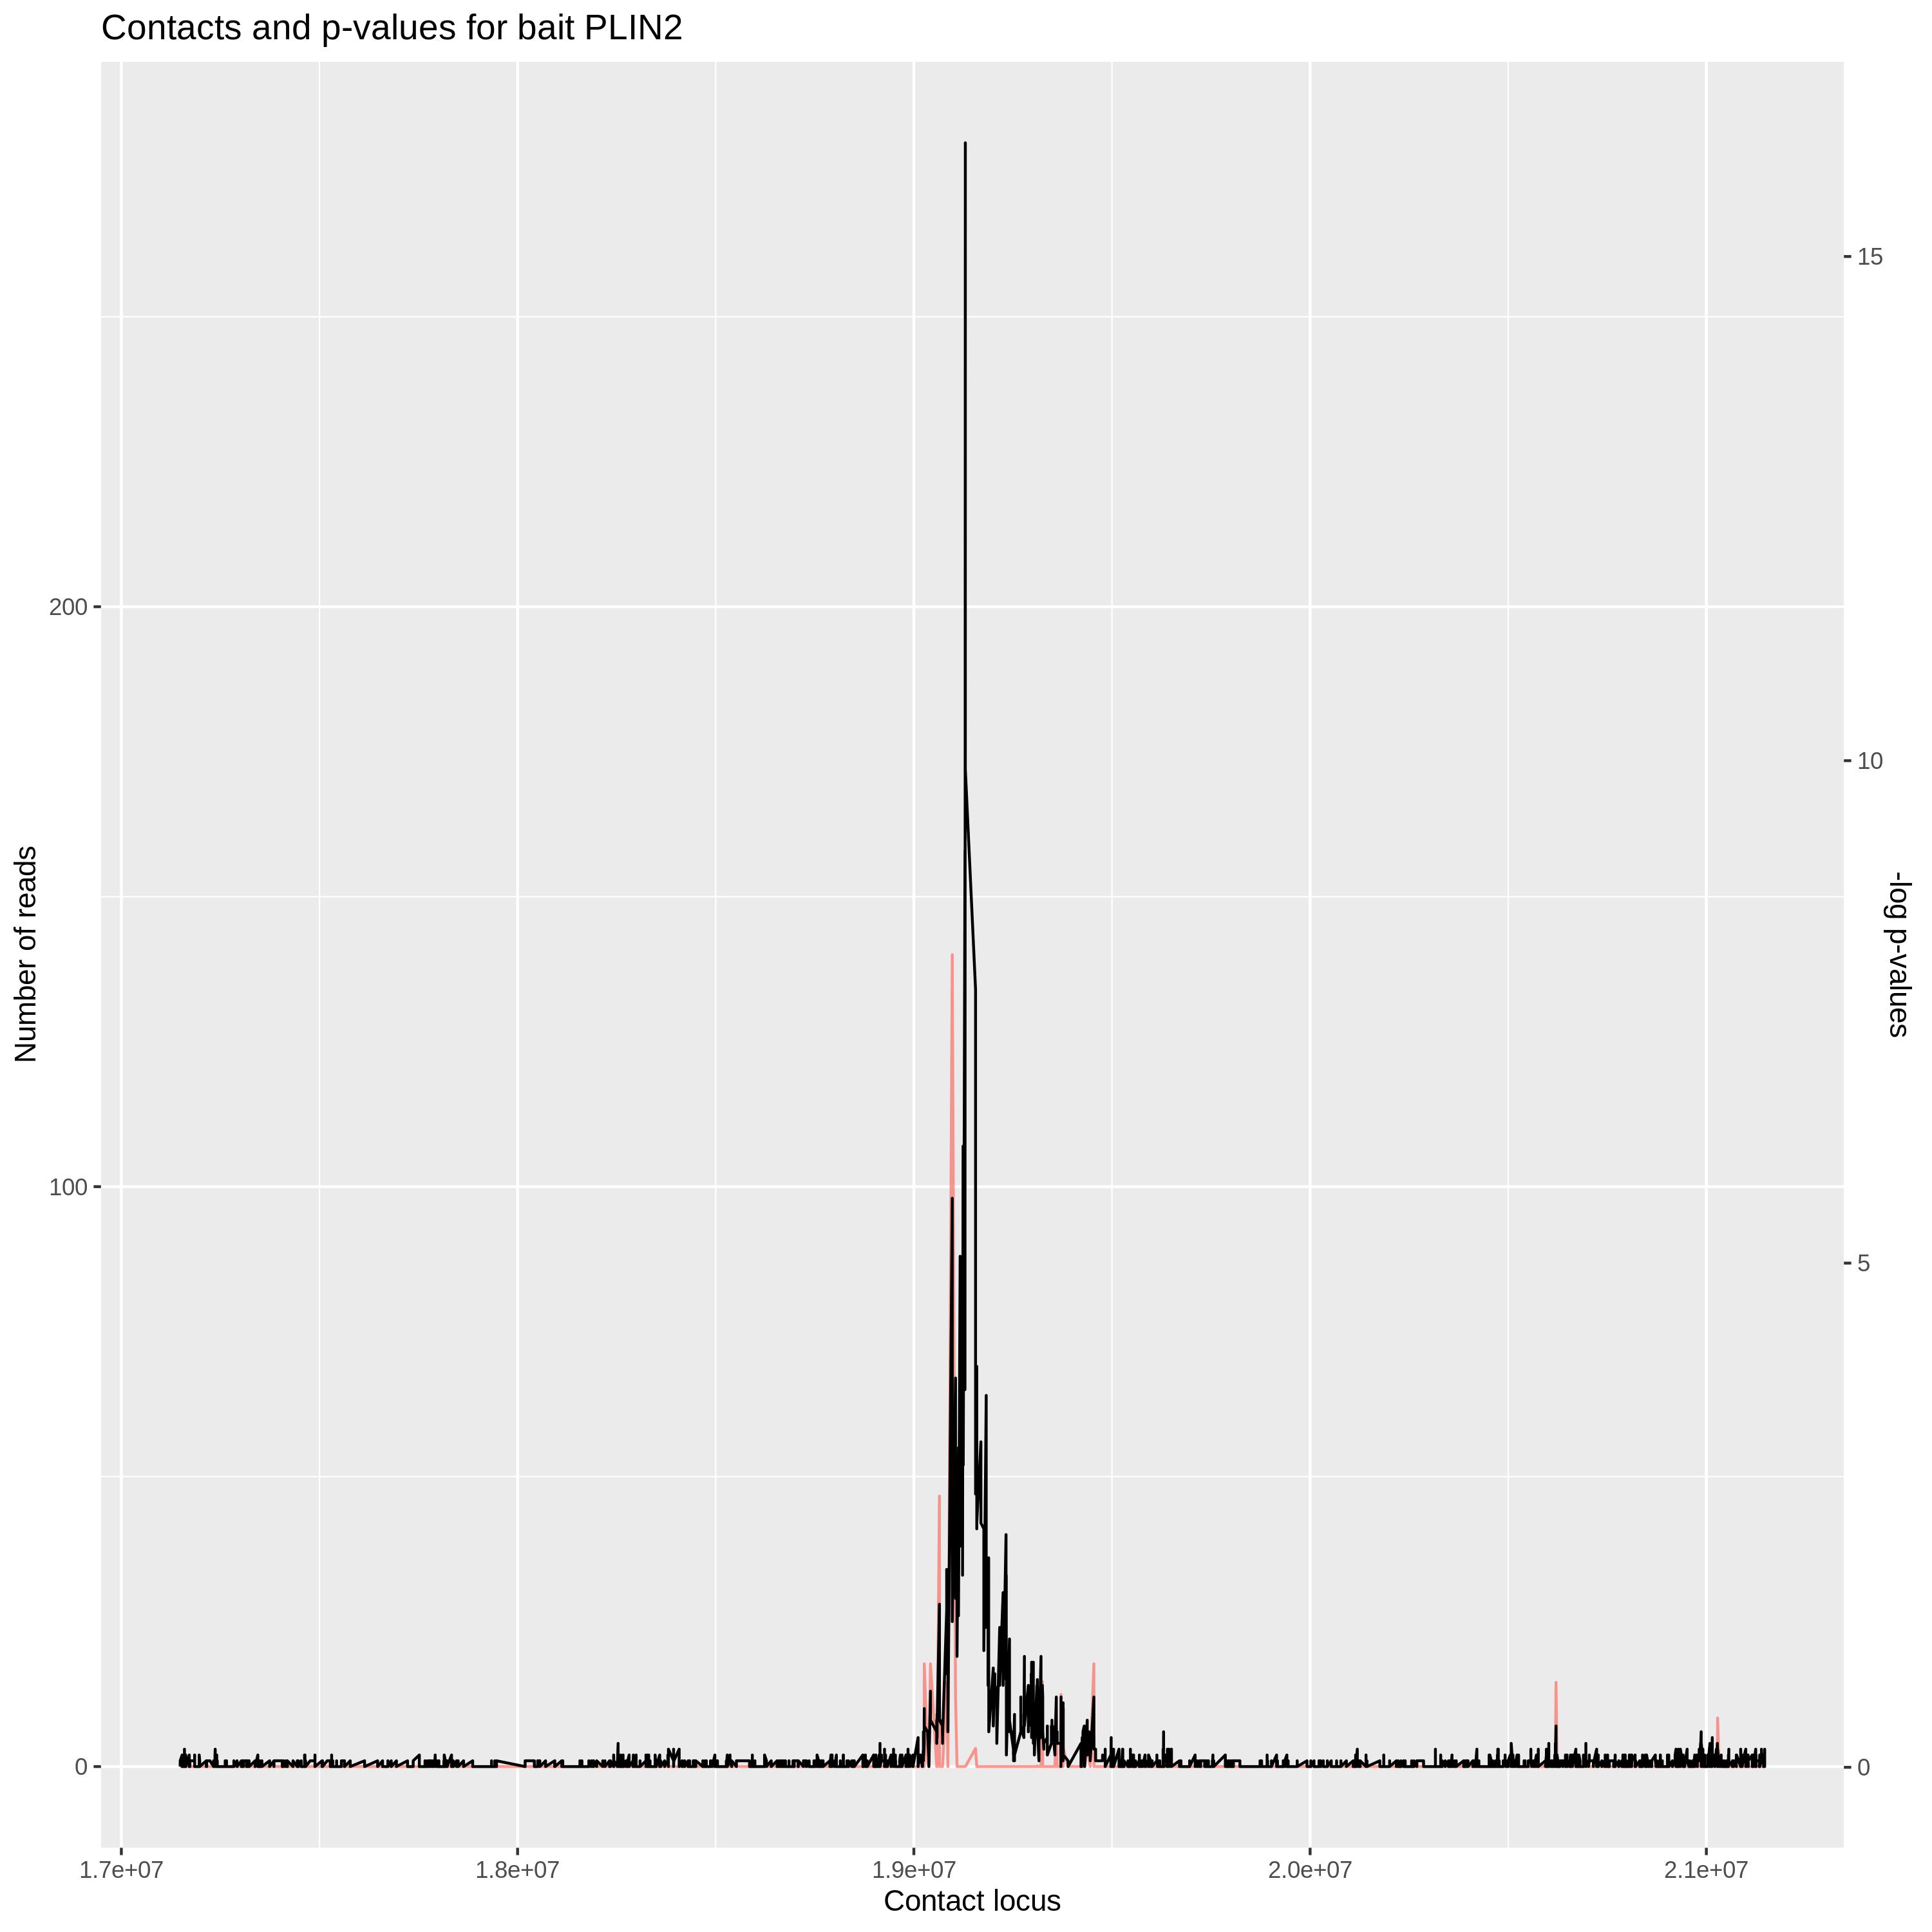 Contacts and p-values for bait PLIN2
Number of reads
200
100
0
15
10
5
0
-log p-values
1.7e+07
1.8e+07
1.9e+07
2.0e+07
2.1e+07
Contact locus